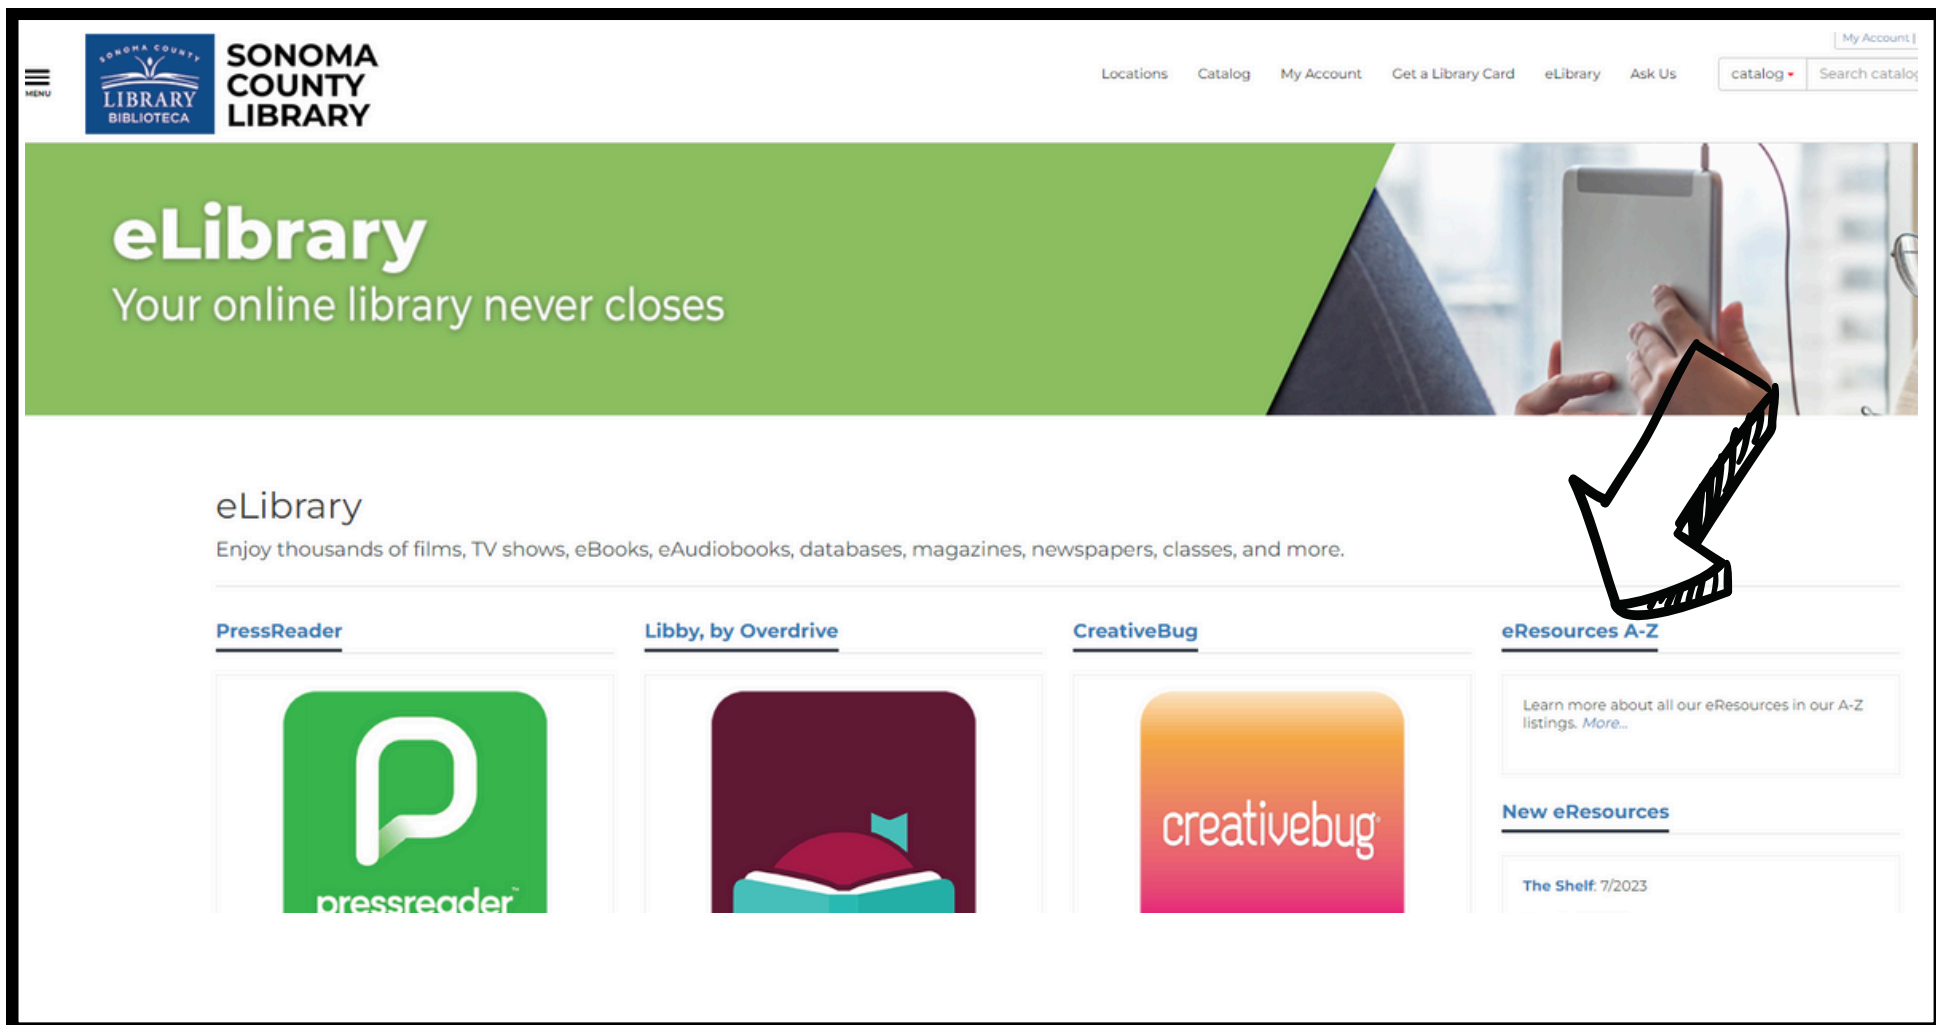 MENU
SONOMA COUNTY
LIBRARY
BIBLIOTECA
SONOMA
COUNTY
LIBRARY
My Account |
Locations Catalog My Account Get a Library Card eLibrary Ask Us catalog Search catalog
eLibrary
Your online library never closes
eLibrary
Enjoy thousands of films, TV shows, eBooks, eAudiobooks, databases, magazines, newspapers, classes, and more.
PressReader
pressreader™
Libby, by Overdrive
CreativeBug
creativebug
eResources A-Z
Learn more about all our eResources in our A-Z
listings. More...
New eResources
The Shelf: 7/2023